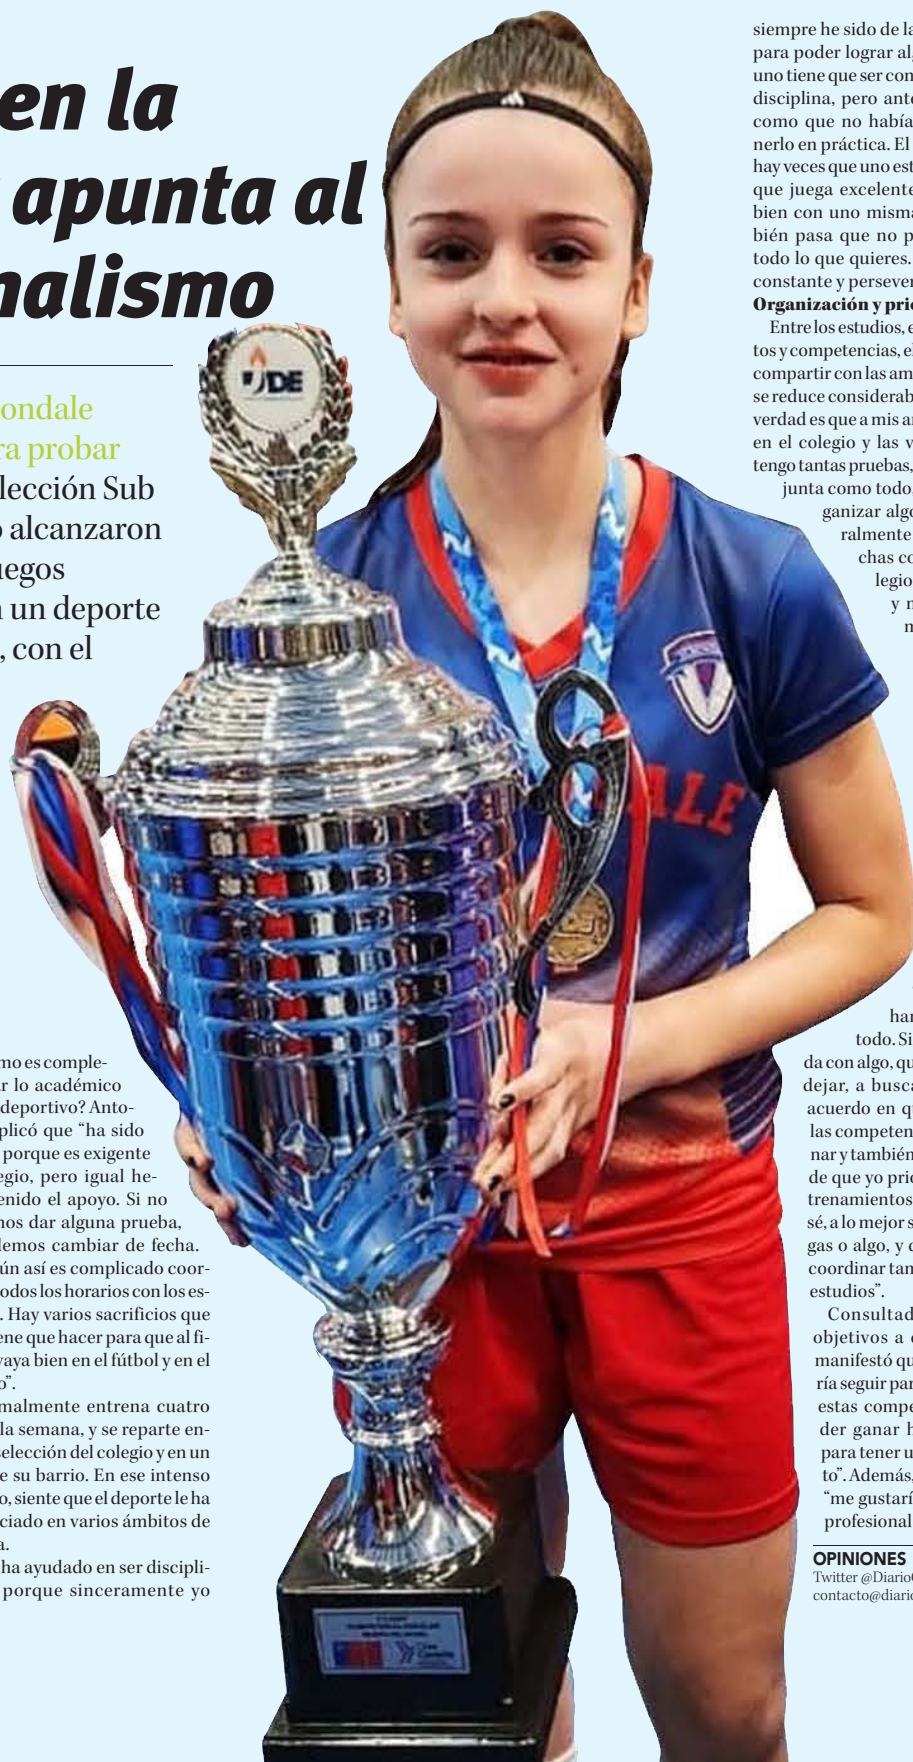 en la
apunta al
nalismo
ondale
ra probar
lección Sub
o alcanzaron
uegos
n un deporte
, con el
mo es comple-
ar lo académico
deportivo? Anto-
plicó que “ha sido
porque es exigente
egio, pero igual he-
enido el apoyo. Si no
nos dar alguna prueba,
demos cambiar de fecha.
ún así es complicado coor-
todos los horarios con los es-
. Hay varios sacrificios que
ene que hacer para que al fi-
vaya bien en el fútbol y en el
o”.
malmente entrena cuatro
la semana, y se reparte en-
selección del colegio y en un
e su barrio. En ese intenso
o, siente que el deporte le ha
ciado en varios ámbitos de
a.
ha ayudado en ser discipli-
porque sinceramente yo
siempre he sido de la
para poder lograr al
uno tiene que ser con
disciplina, pero ante
como que no había
nerlo en práctica. El
hay veces que uno est
que juega excelente
bien con uno misma
bién pasa que no p
todo lo que quieres.
constante y persever
Organización y prio
Entre los estudios, e
tos y competencias, el
compartir con las am
se reduce considerab
verdad es que a mis a
en el colegio y las v
tengo tantas pruebas,
junta como todo
ganizar algo
ralmente
chas co
legio
y n
m
har
todo. Si
da con algo, qu
dejar, a busca
acuerdo en qu
las competen
nar y también
de que yo prio
trenamientos
sé, a lo mejor s
gas o algo, y c
coordinar tan
estudios”.
Consultad
objetivos a c
manifestó qu
ría seguir par
estas compe
der ganar h
para tener u
to”. Además,
“me gustarí
profesional
OPINIONES
Twitter @Diario
contacto@diario
DE
ALE